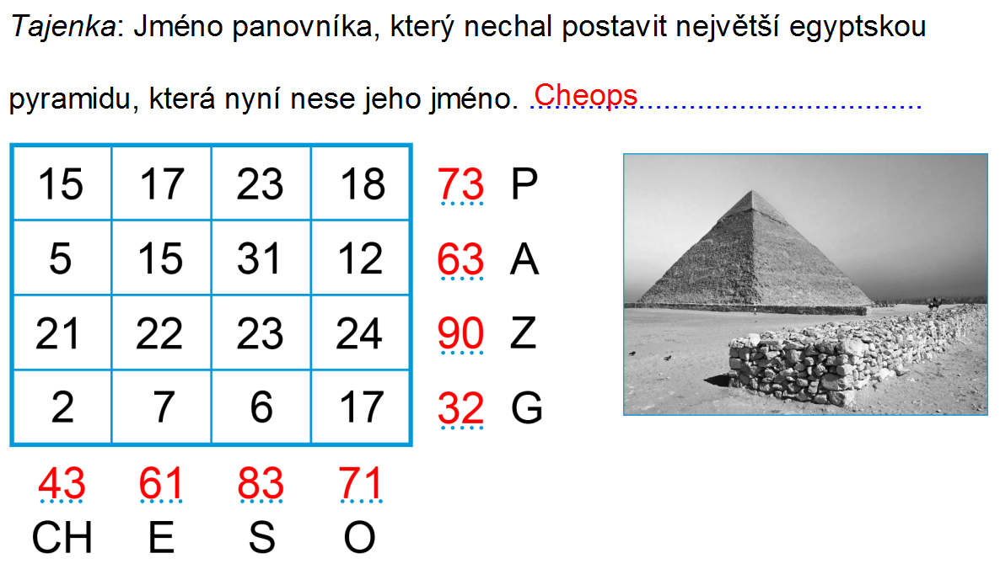 Tajenka: Jméno panovníka, který nechal postavit největší egyptskou
pyramidu, která nyní nese jeho jméno. Cheops
15 17 23 18 73 P
5 15 31 12 63 A
21 22 23 24 90 Z
2 7 6 17 32 G
43 61 83 71
CH E S O